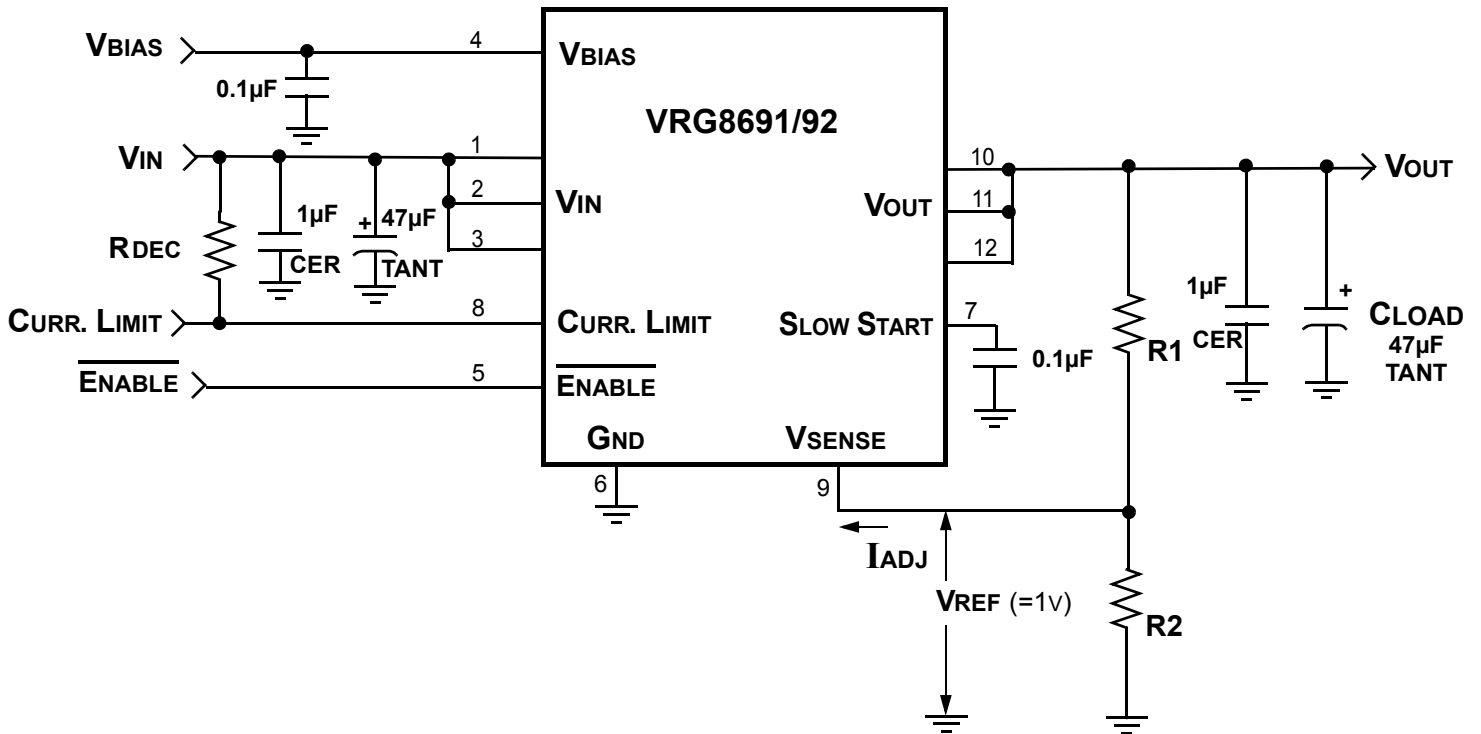 VBIAS
4
VBIAS
0.1µF
VRG8691/92
VIN
1
2
3
VIN
RDEC
1µF
CER
+
47µF
TANT
CURR. LIMIT
8
CURR. LIMIT
ENABLE
5
ENABLE
GND
6
VSENSE
9
SLOW START
7
0.1µF
VOUT
10
11
12
VOUT
R1
1µF
CER
+
CLOAD
47µF
TANT
IADJ
VREF (=1V)
R2